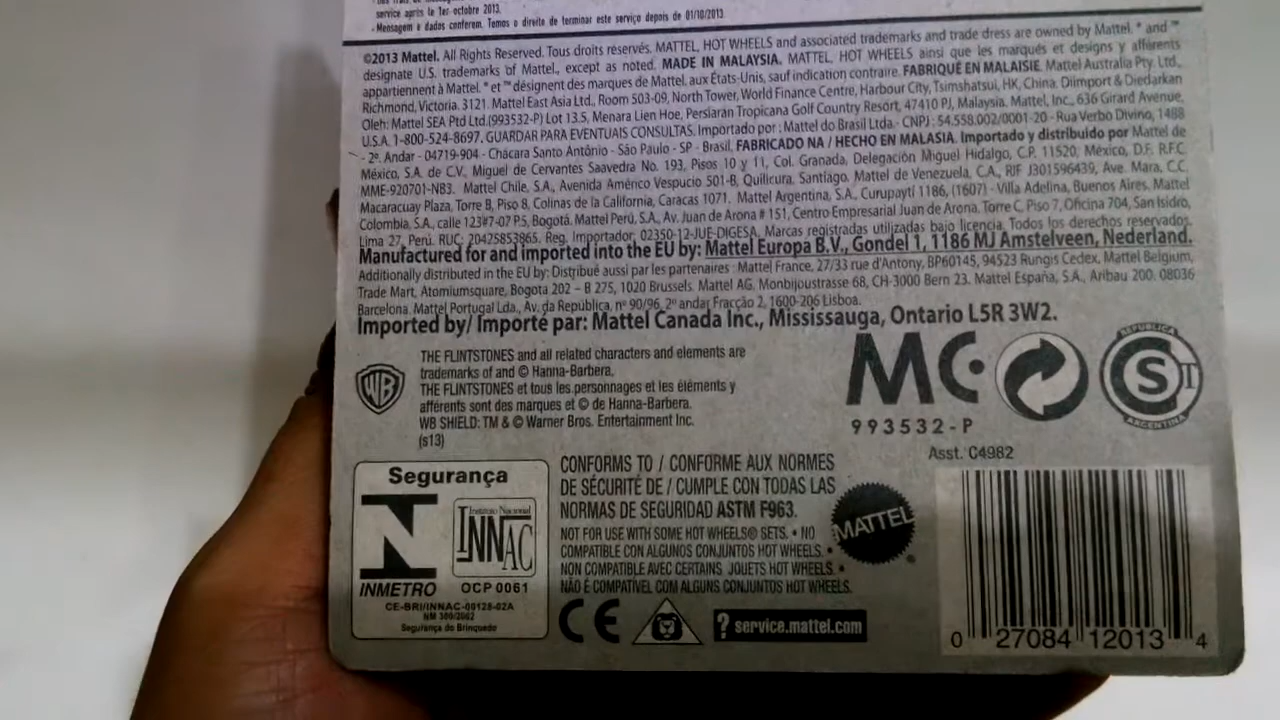 service après le 1er octobre 2013.
- Mensagem e dados conferem. Temos o direito de terminar este serviço depois de 01/10/2013
©2013 Mattel. All Rights Reserved. Tous droits réservés. MATTEL, HOT WHEELS and associated trademarks and trade dress are owned by Mattel. ® and ™
designate U.S. trademarks of Mattel, except as noted. MADE IN MALAYSIA. MATTEL, HOT WHEELS ainsi que les marques et designs y afférents
appartiennent à Mattel. ® et ™ désignent des marques de Mattel aux États-Unis, sauf indication contraire. FABRIQUÉ EN MALAISIE. Mattel Australia Pty. Ltd.,
Richmond, Victoria. 3121. Mattel East Asia Ltd., Room 503-09, North Tower, World Finance Centre, Harbour City, Tsimshatsui, HK, China. Diimport & Diedarkan
Oleh: Mattel SEA Ptd Ltd.(993532-P) Lot 13.5, Menara Lien Hoe, Persiaran Tropicana Golf Country Resort, 47410 PJ, Malaysia. Mattel, Inc., 636 Girard Avenue,
U.S.A. 1-800-524-8697. GUARDAR PARA EVENTUAIS CONSULTAS. Importado por : Mattel do Brasil Ltda.- CNPJ : 54.558.002/0001-20 - Rua Verbo Divino, 1488
- 2º. Andar - 04719-904 - Chácara Santo Antônio - São Paulo - SP - Brasil. FABRICADO NA / HECHO EN MALASIA. Importado y distribuido por Mattel de
México, S.A. de C.V., Miguel de Cervantes Saavedra No. 193, Pisos 10 y 11, Col. Granada, Delegación Miguel Hidalgo, C.P. 11520, México, D.F. R.F.C.
MME-920701-NB3. Mattel Chile, S.A., Avenida Américo Vespucio 501-B, Quilicura, Santiago. Mattel de Venezuela, C.A., RIF J301596439, Ave. Mara, C.C.
Macaracuay Plaza, Torre B, Piso 8, Colinas de la California, Caracas 1071. Mattel Argentina, S.A., Curupaytí 1186, (1607) - Villa Adelina, Buenos Aires. Mattel
Colombia, S.A., calle 123#7-07 P.5, Bogotá. Mattel Perú, S.A., Av. Juan de Arona # 151, Centro Empresarial Juan de Arona, Torre C, Piso 7, Oficina 704, San Isidro,
Lima 27, Perú. RUC: 20425853865. Reg. Importador, 02350-12-JUE-DIGESA. Marcas registradas utilizadas bajo licencia. Todos los derechos reservados.
Manufactured for and imported into the EU by: Mattel Europa B.V., Gondel 1, 1186 MJ Amstelveen, Nederland.
Additionally distributed in the EU by: Distribué aussi par les partenaires : Mattel France, 27/33 rue d'Antony, BP60145, 94523 Rungis Cedex, Mattel Belgium,
Trade Mart, Atomiumsquare, Bogota 202 – B 275, 1020 Brussels. Mattel AG, Monbijoustrasse 68, CH-3000 Bern 23. Mattel España, S.A., Aribau 200. 08036
Barcelona. Mattel Portugal Lda., Av. da República, nº 90/96, 2º andar Fracção 2, 1600-206 Lisboa.
Imported by/ Importé par: Mattel Canada Inc., Mississauga, Ontario L5R 3W2.
WB
THE FLINTSTONES and all related characters and elements are
trademarks of and © Hanna-Barbera.
THE FLINTSTONES et tous les personnages et les éléments y
afférents sont des marques et © de Hanna-Barbera.
WB SHIELD: TM & © Warner Bros. Entertainment Inc.
(s13)
MC
993532-P
REPUBLICA
S T
ARGENTINA
Asst. C4982
Segurança
INMETRO
Instituto Nacional
INNAC
OCP 0061
CE-BRI/INNAC-00128-02A
NM 300/2002
Segurança do Brinquedo
CONFORMS TO / CONFORME AUX NORMES
DE SÉCURITÉ DE / CUMPLE CON TODAS LAS
NORMAS DE SEGURIDAD ASTM F963.
NOT FOR USE WITH SOME HOT WHEELS® SETS. • NO
COMPATIBLE CON ALGUNOS CONJUNTOS HOT WHEELS. •
NON COMPATIBLE AVEC CERTAINS JOUETS HOT WHEELS. •
NÃO É COMPATÍVEL COM ALGUNS CONJUNTOS HOT WHEELS.
MATTEL
CE
? service.mattel.com
0 27084 12013 4